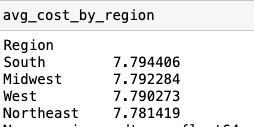 avg_cost_by_region
Region
South 7.794406
Midwest 7.792284
West 7.790273
Northeast 7.781419